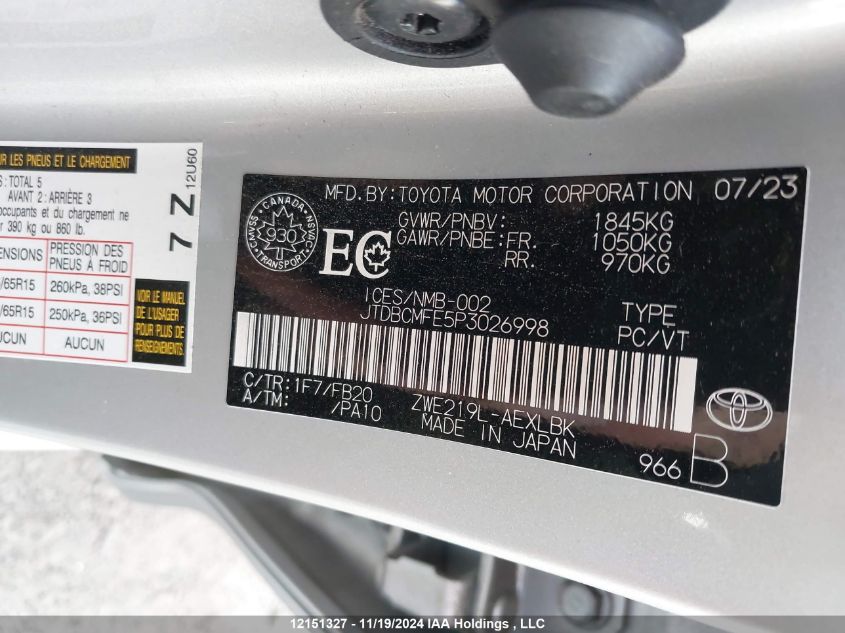 UR LES PNEUS ET LE CHARGEMENT
S: TOTAL 5
AVANT 2: ARRIÈRE 3
occupants et du chargement ne
r 390 kg ou 860 lb.
ENSIONS PRESSION DES PNEUS À FROID
/65R15 260kPa, 38PSI
/65R15 250kPa, 36PSI
UCUN AUCUN
VOIR LE MANUEL
DE L'USAGER
POUR PLUS DE
RENSEIGNEMENTS.
7 Z 12U60
MFD.BY: TOYOTA MOTOR CORPORATION 07/23
GVWR/PNBV: 1845KG
GAWR/PNBE: FR. 1050KG
RR. 970KG
CANADA
CMVSS NSVAC
930
TRANSPORT
EC
ICES/NMB-002
JTDBCMFE5P3026998
TYPE
PC/VT
C/TR: 1F7/FB20
A/TM: /PA10
ZWE219L-AEXLBK
MADE IN JAPAN
966 B
12151327 - 11/19/2024 IAA Holdings , LLC